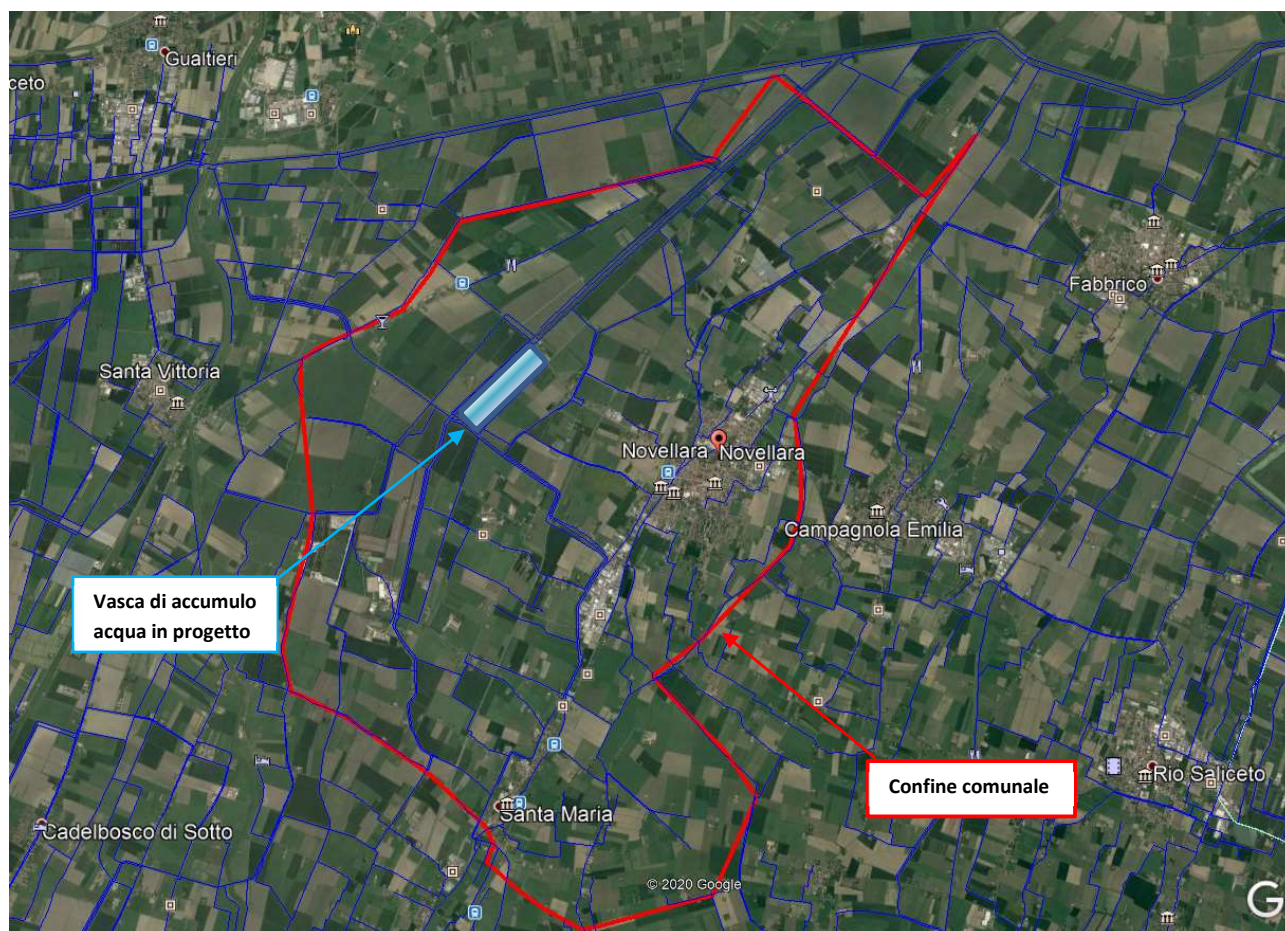 Gualtieri
ceto
Fabbrico
Santa Vittoria
Novellara
Novellara
Campagnola Emilia
Vasca di accumulo
acqua in progetto
Confine comunale
Rio Saliceto
Santa Maria
Cadelbosco di Sotto
© 2020 Google
G